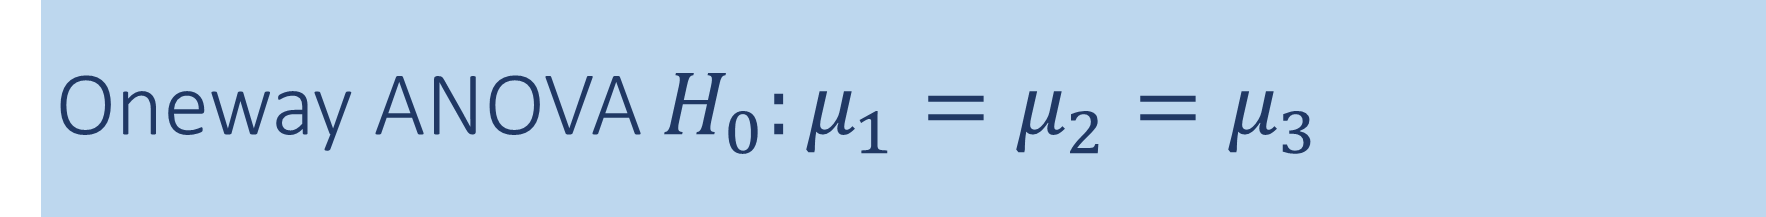 Oneway ANOVA H₀: μ₁ = μ₂ = μ₃